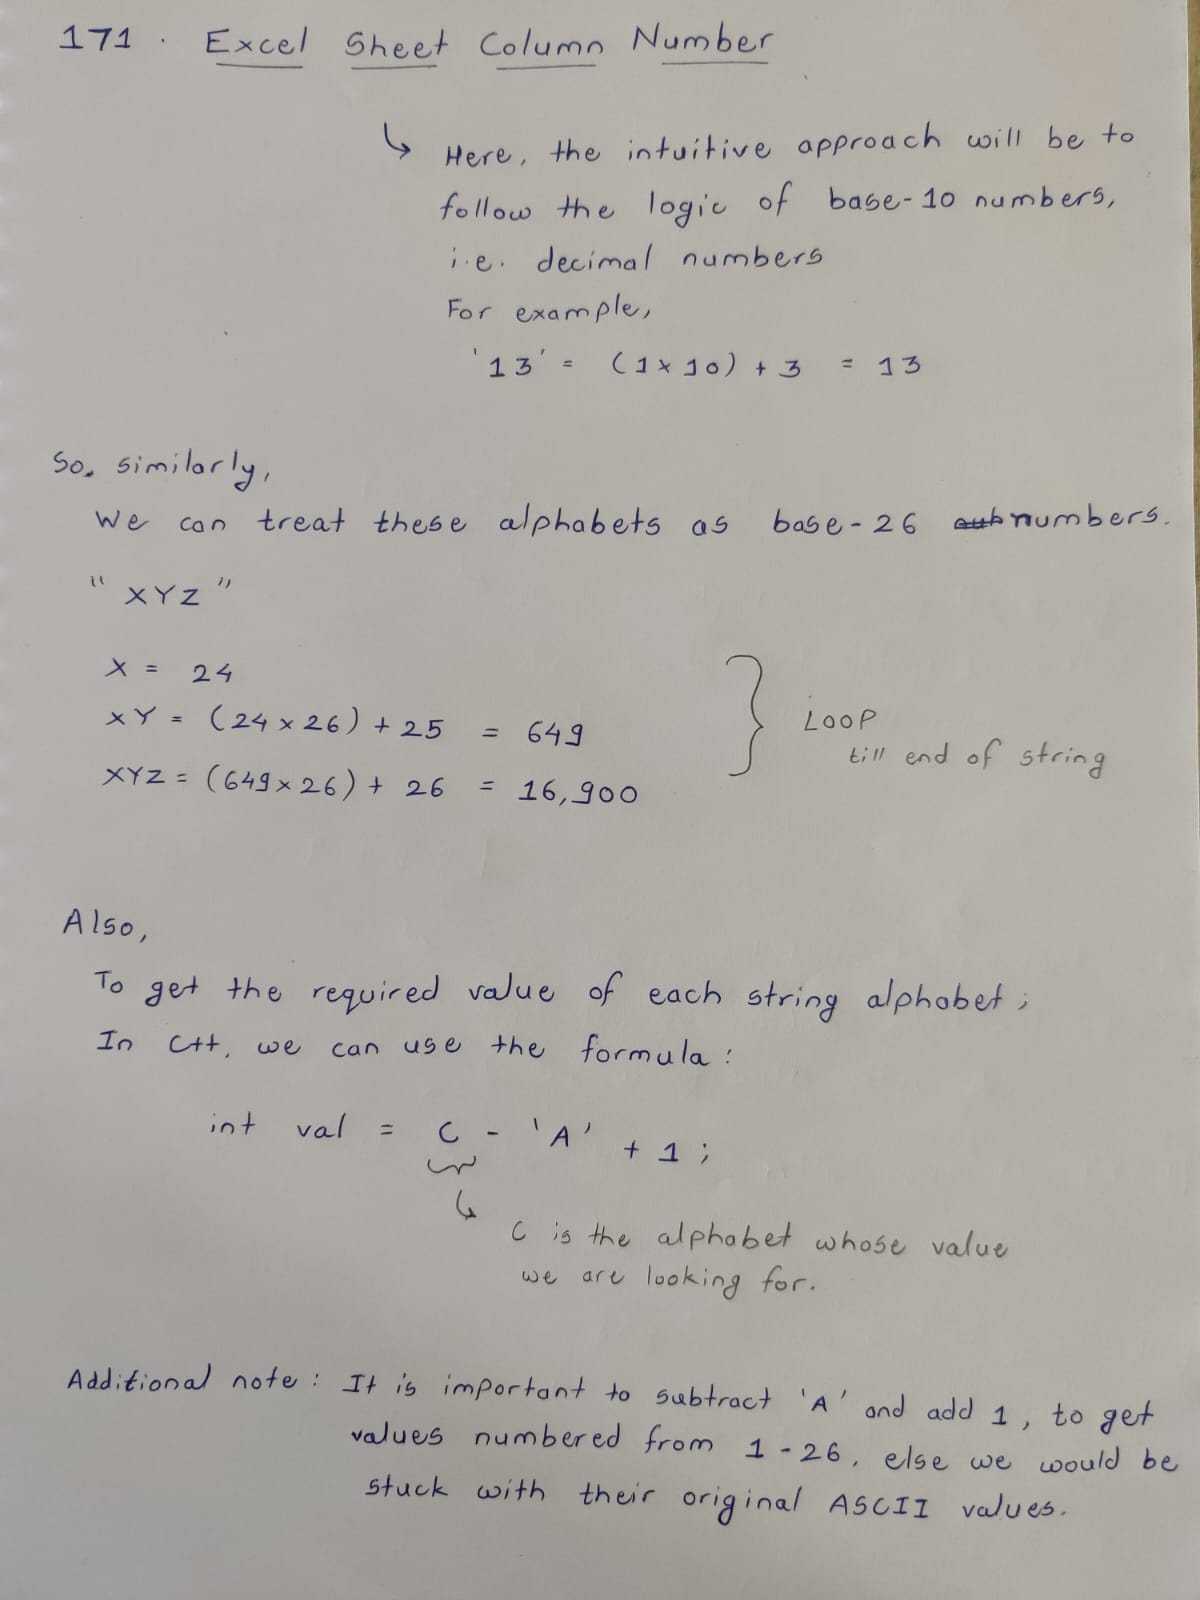 171 . Excel Sheet Column Number
Here, the intuitive approach will be to
follow the logic of base-10 numbers,
i.e. decimal numbers
For example,
'13' = (1 x 10) + 3 = 13
So, similarly,
We can treat these alphabets as base-26 numbers.
" XYZ "
X = 24
XY = (24 x 26) + 25 = 649
XYZ = (649 x 26) + 26 = 16,900
LOOP
till end of string
Also,
To get the required value of each string alphabet ;
In C++, we can use the formula :
int val = C - 'A' + 1 ;
C is the alphabet whose value
we are looking for.
Additional note : It is important to subtract 'A' and add 1, to get
values numbered from 1-26, else we would be
stuck with their original ASCII values.